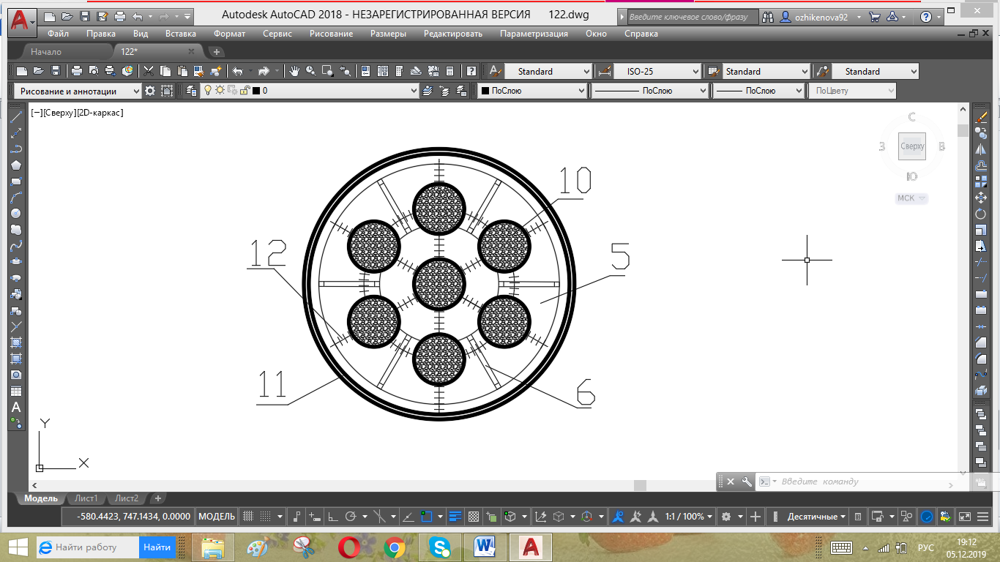 Autodesk AutoCAD 2018 - НЕЗАРЕГИСТРИРОВАННАЯ ВЕРСИЯ 122.dwg
Введите ключевое слово/фразу
ozhikenova92
Файл Правка Вид Вставка Формат Сервис Рисование Размеры Редактировать Параметризация Окно Справка
Начало 122*
Standard ISO-25 Standard Standard
Рисование и аннотации 0 ПоСлою ПоСлою ПоСлою ПоЦвету
[−][Сверху][2D-каркас]
С
З Сверху В
Ю
МСК
10
12
5
11
6
Y
X
Введите команду
Модель Лист1 Лист2
-580.4423, 747.1434, 0.0000 МОДЕЛЬ 1:1 / 100% Десятичные
Найти работу Найти
РУС
19:12
05.12.2019